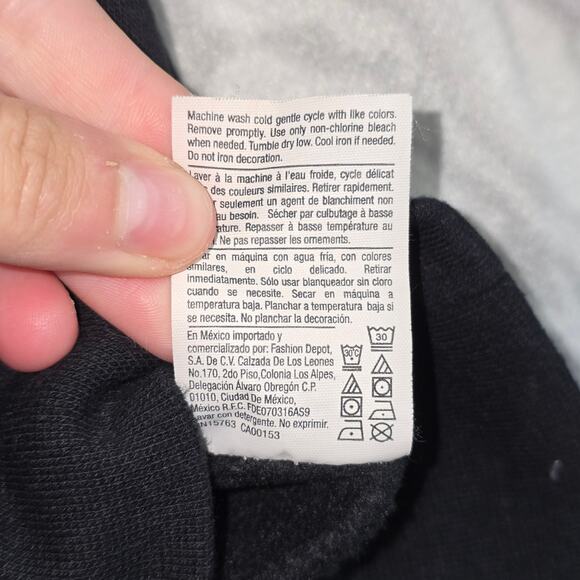 Machine wash cold gentle cycle with like colors.
Remove promptly. Use only non-chlorine bleach
when needed. Tumble dry low. Cool iron if needed.
Do not iron decoration.
Laver à la machine à l'eau froide, cycle délicat
des couleurs similaires. Retirer rapidement.
seulement un agent de blanchiment non
au besoin. Sécher par culbutage à basse
Repasser à basse température au
Ne pas repasser les ornements.
en máquina con agua fría, con colores
similares, en ciclo delicado. Retirar
inmediatamente. Sólo usar blanqueador sin cloro
cuando se necesite. Secar en máquina a
temperatura baja. Planchar a temperatura baja si
se necesita. No planchar la decoración.
En México importado y
comercializado por: Fashion Depot,
S.A. De C.V. Calzada De Los Leones
No.170, 2do Piso,Colonia Los Alpes,
Delegación Álvaro Obregón C.P.
01010, Ciudad De México,
México R.F.C. FDE070316AS9
Lavar con detergente. No exprimir.
CA00153
30
30°C